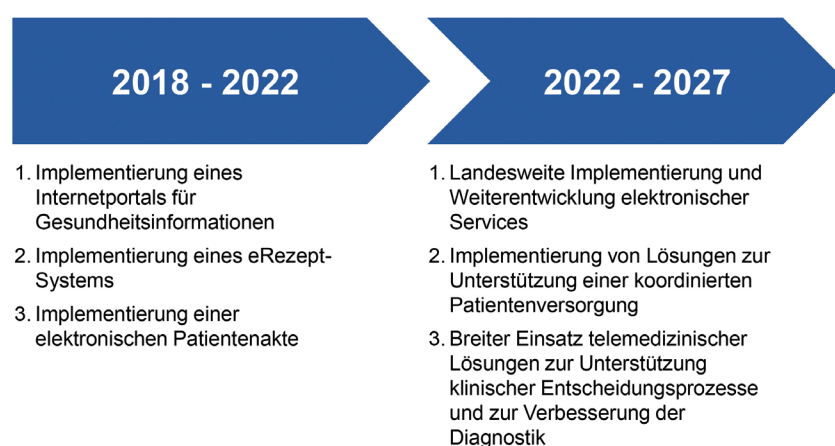 2018 - 2022
1. Implementierung eines
Internetportals für
Gesundheitsinformationen
2. Implementierung eines eRezept-
Systems
3. Implementierung einer
elektronischen Patientenakte
2022 - 2027
1. Landesweite Implementierung und
Weiterentwicklung elektronischer
Services
2. Implementierung von Lösungen zur
Unterstützung einer koordinierten
Patientenversorgung
3. Breiter Einsatz telemedizinischer
Lösungen zur Unterstützung
klinischer Entscheidungsprozesse
und zur Verbesserung der
Diagnostik